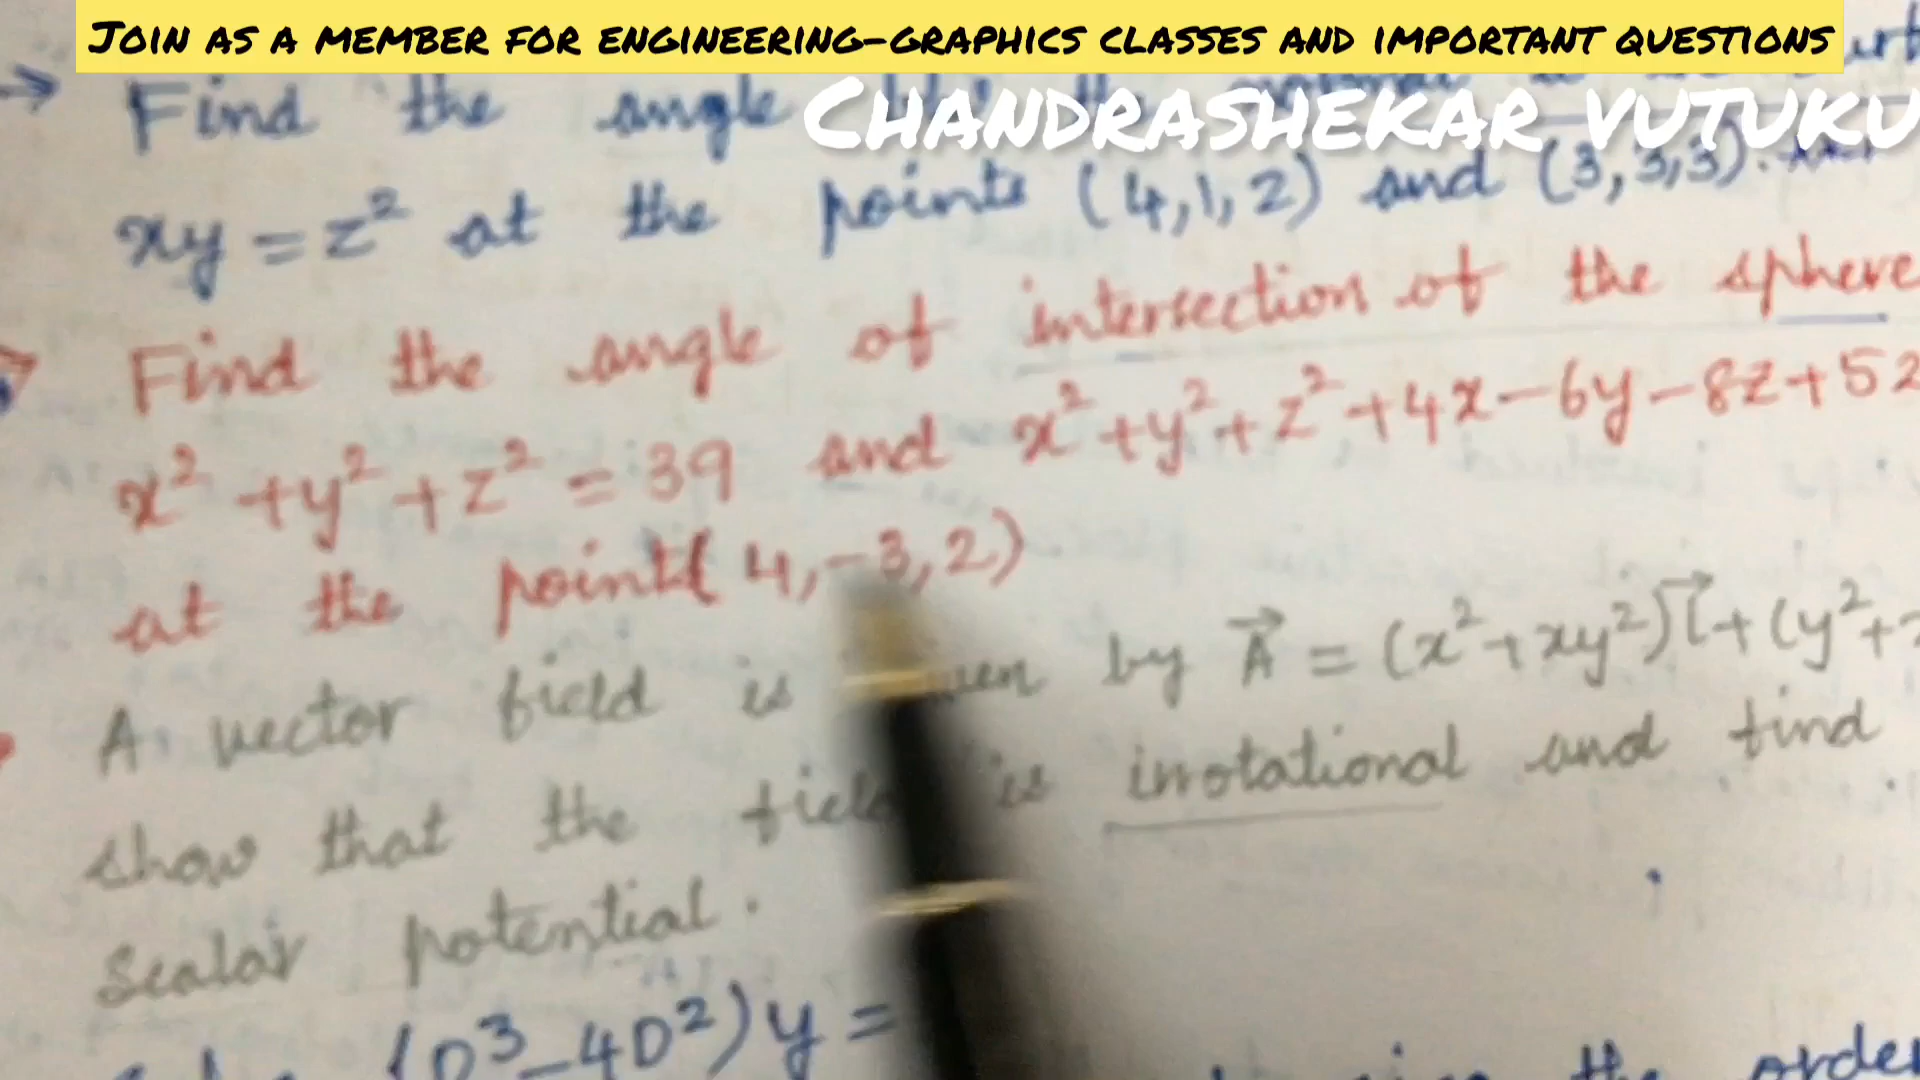 JOIN AS A MEMBER FOR ENGINEERING-GRAPHICS CLASSES AND IMPORTANT QUESTIONS
CHANDRASHEKAR VUTUKU
→ Find the angle
xy = z² at the points (4,1,2) and (3,3,3).
Find the angle of intersection of the sphere
x² + y² + z² = 39 and x² + y² + z² + 4x - 6y - 8z + 52
at the point (4, -3, 2)
A vector field is by A⃗ = (x² + xy²) i⃗ + (y² +
show that the field is irrotational and find
scalar potential.
(D³ - 4D²) y =
the order